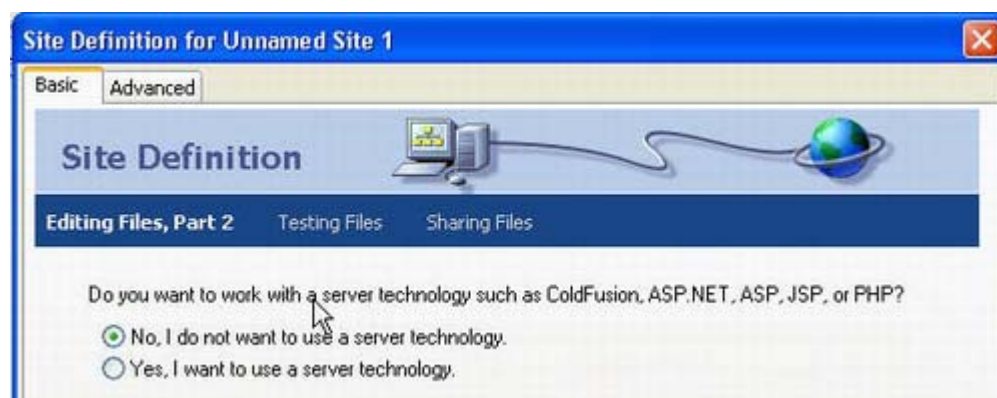 Site Definition for Unnamed Site 1
Basic Advanced
Site Definition
Editing Files, Part 2 Testing Files Sharing Files
Do you want to work with a server technology such as ColdFusion, ASP.NET, ASP, JSP, or PHP?
No, I do not want to use a server technology.
Yes, I want to use a server technology.